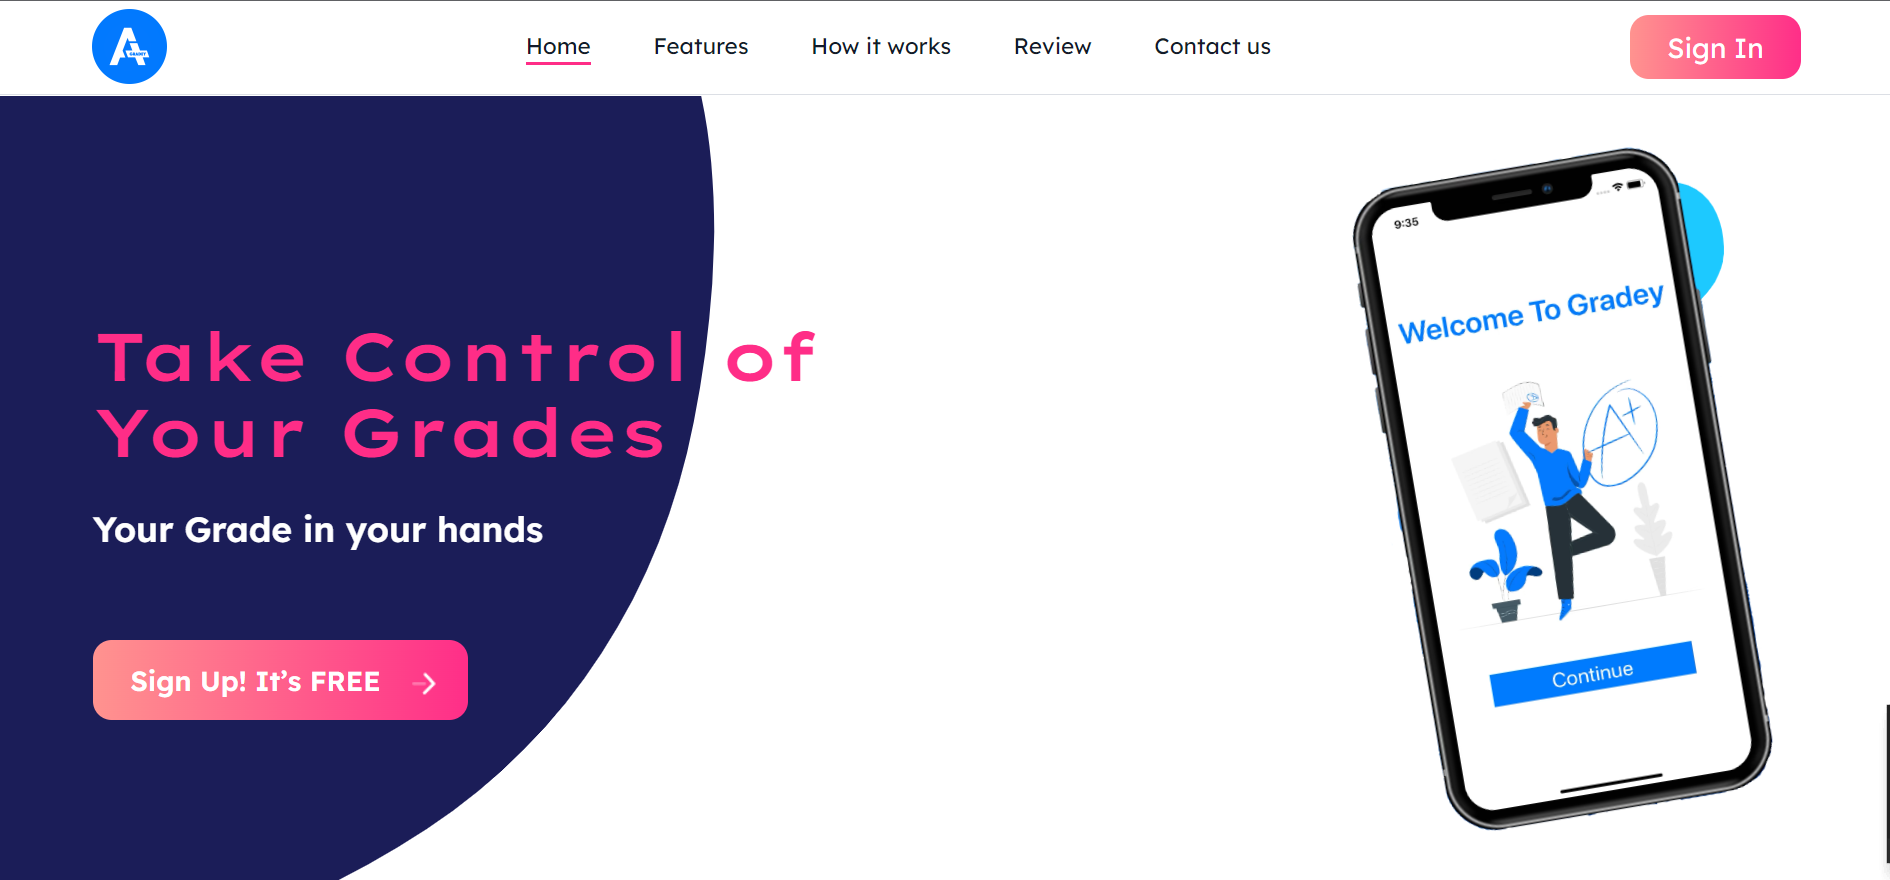 A
GRADEY
Home
Features
How it works
Review
Contact us
Sign In
Take Control of
Your Grades
Your Grade in your hands
Sign Up! It’s FREE
9:35
Welcome To Gradey
A+
Continue